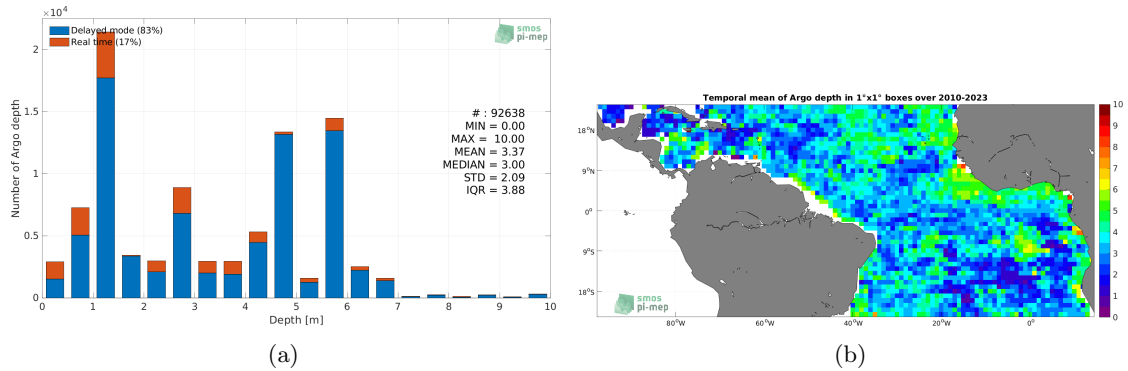 ×10^4
2
1.5
1
0.5
0
Number of Argo depth
Delayed mode (83%)
Real time (17%)
smos
pi-mep
# : 92638
MIN = 0.00
MAX = 10.00
MEAN = 3.37
MEDIAN = 3.00
STD = 2.09
IQR = 3.88
0 1 2 3 4 5 6 7 8 9 10
Depth [m]
(a)
Temporal mean of Argo depth in 1°x1° boxes over 2010-2023
18°N
9°N
0°
9°S
18°S
smos
pi-mep
80°W 60°W 40°W 20°W 0°
10
9
8
7
6
5
4
3
2
1
0
(b)